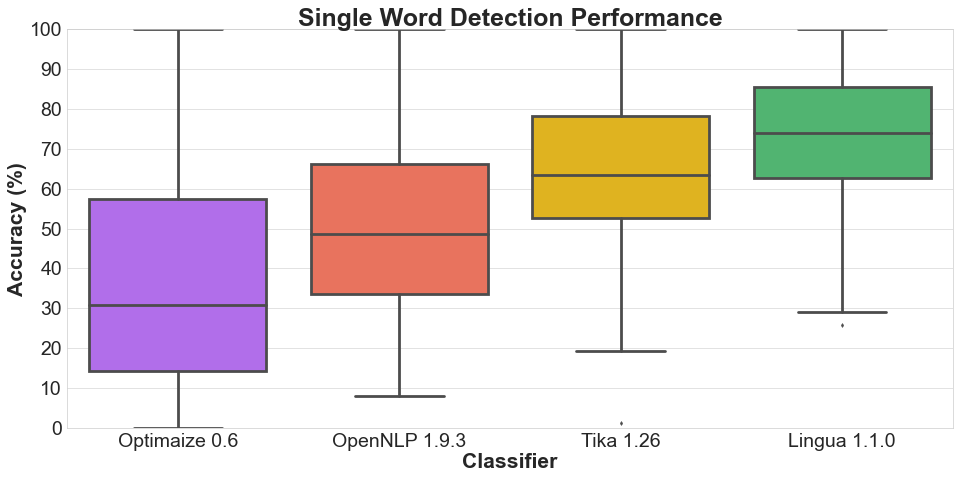 Single Word Detection Performance
100
90
80
70
60
50
40
30
20
10
0
Accuracy (%)
Optimaize 0.6
OpenNLP 1.9.3
Tika 1.26
Lingua 1.1.0
Classifier